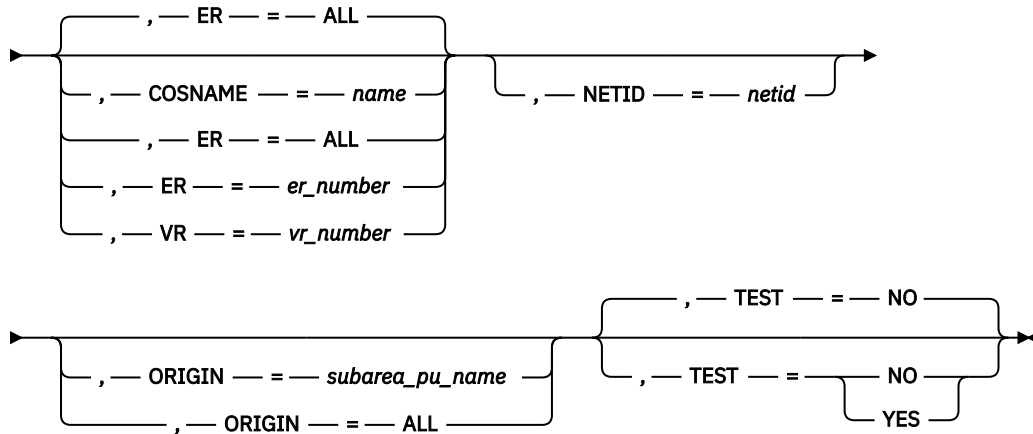 , ER = ALL
, COSNAME = name
, NETID = netid
, ER = ALL
, ER = er_number
, VR = vr_number
, TEST = NO
, ORIGIN = subarea_pu_name
, TEST = NO
, ORIGIN = ALL
YES